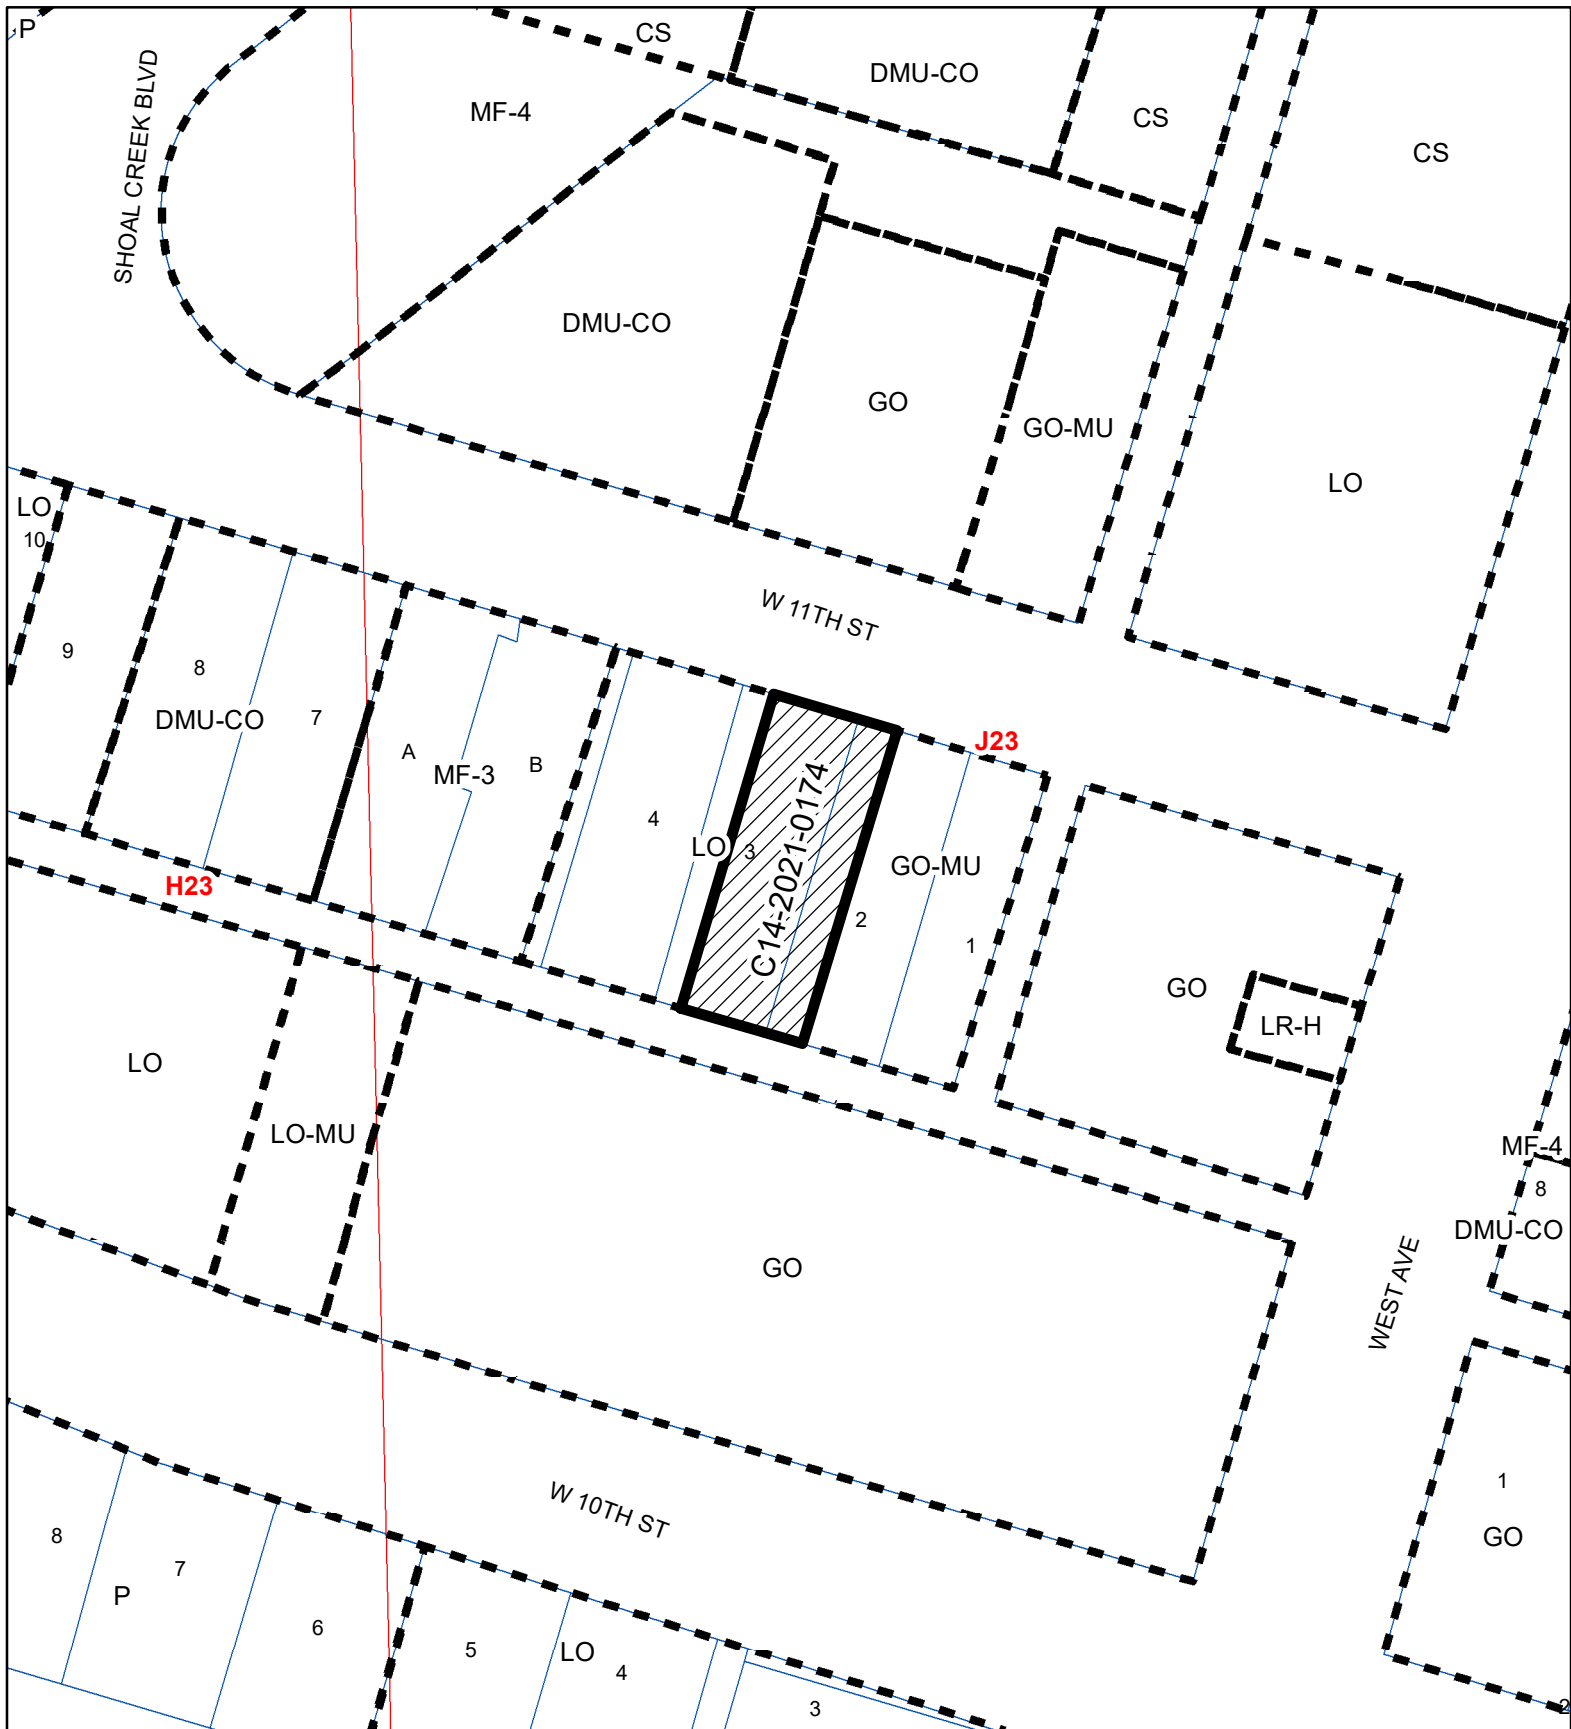 P
CS
SHOAL CREEK BLVD
MF-4
DMU-CO
CS
CS
DMU-CO
GO
GO-MU
LO
LO
10
W 11TH ST
9
8
DMU-CO
7
A
MF-3
B
4
LO
3
C14-2021-0174
J23
GO-MU
2
1
H23
GO
LR-H
LO
LO-MU
GO
MF-4
8
DMU-CO
WEST AVE
1
GO
W 10TH ST
8
7
P
6
5
LO
4
3
2